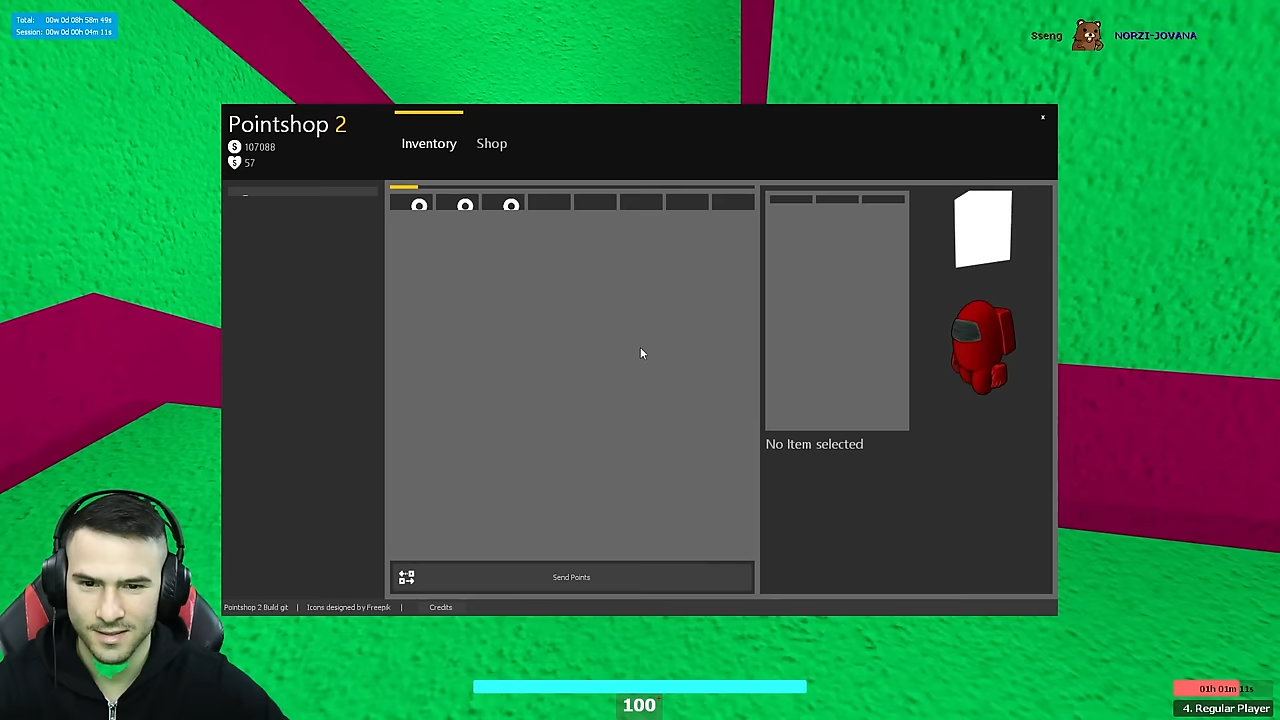 Total: 00w 0d 08h 58m 49s
Session: 00w 0d 00h 04m 11s
Sseng NORZI-JOVANA
Pointshop 2
S 107088
S 57
Inventory Shop
x
No Item selected
Send Points
Pointshop 2 Build git | Icons designed by Freepik | Credits
100
01h 01m 11s
4. Regular Player